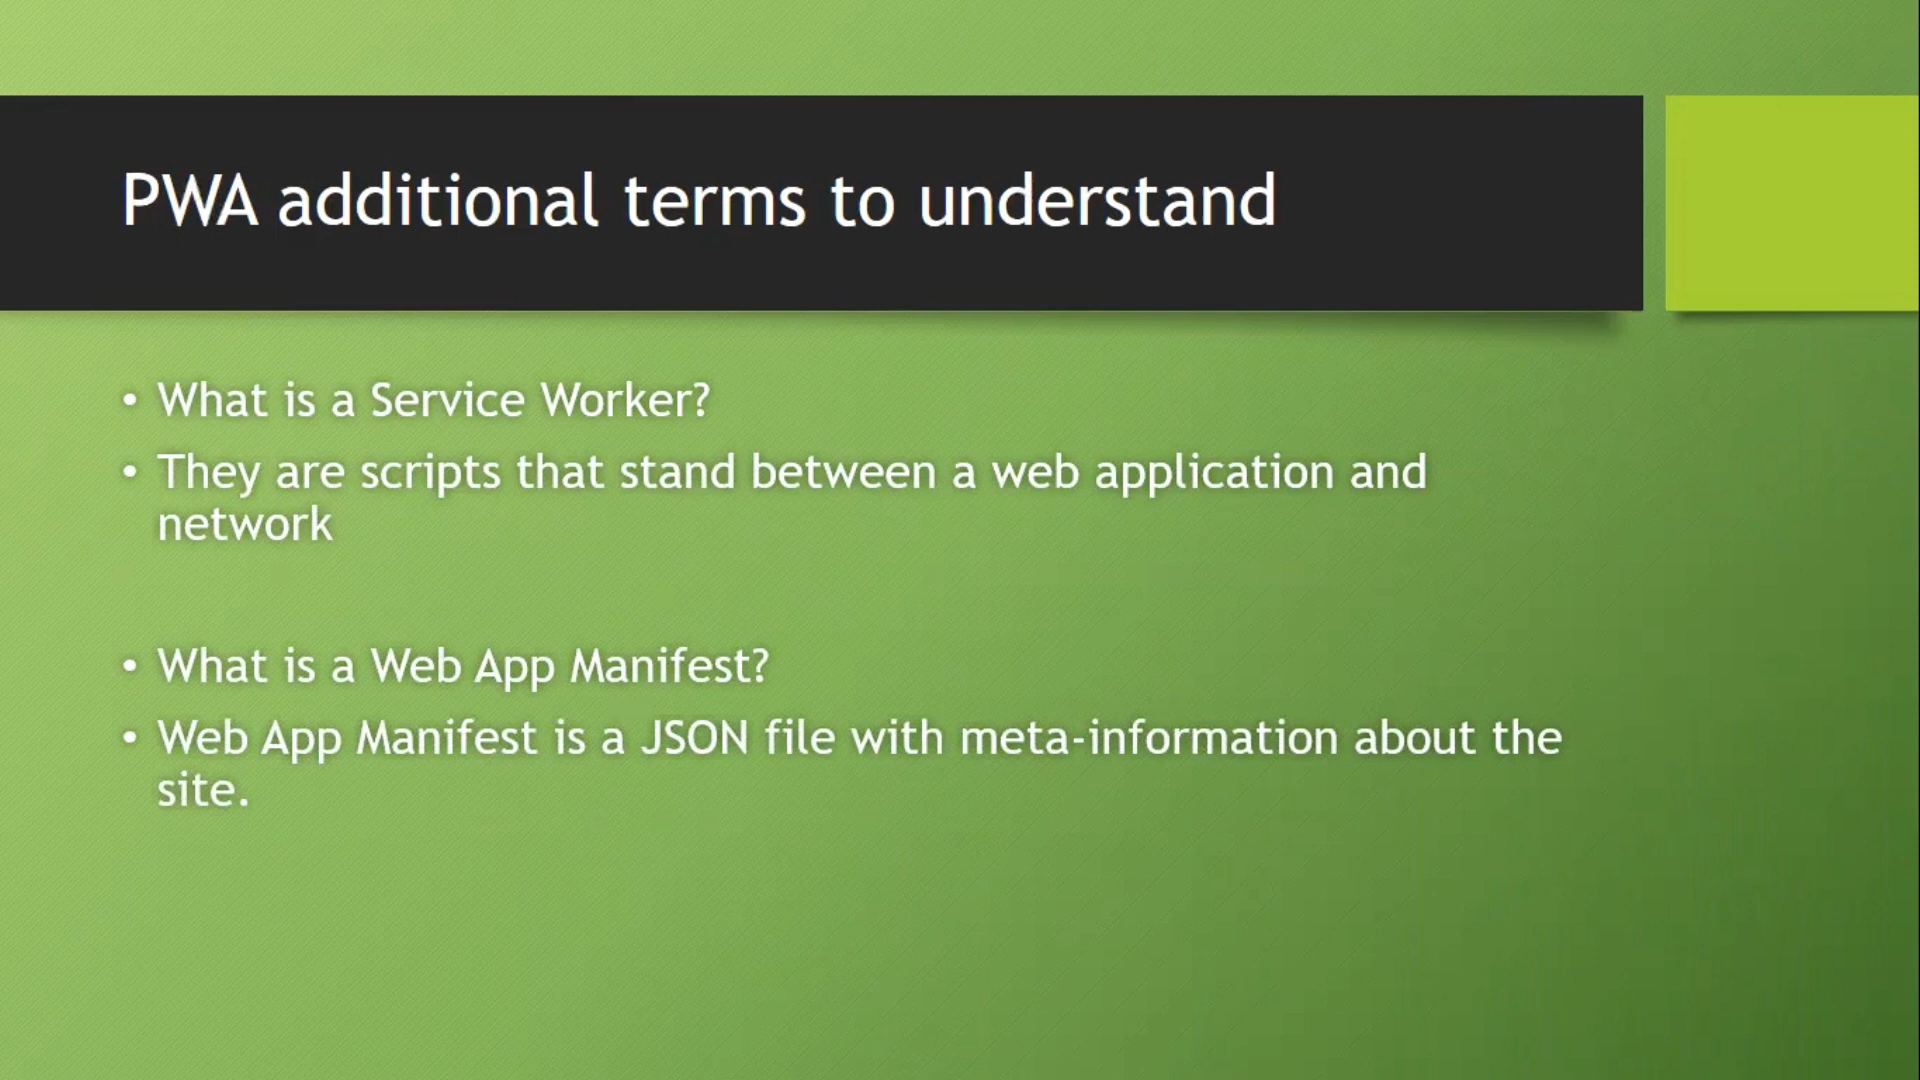 PWA additional terms to understand
• What is a Service Worker?
• They are scripts that stand between a web application and
network
• What is a Web App Manifest?
• Web App Manifest is a JSON file with meta-information about the
site.